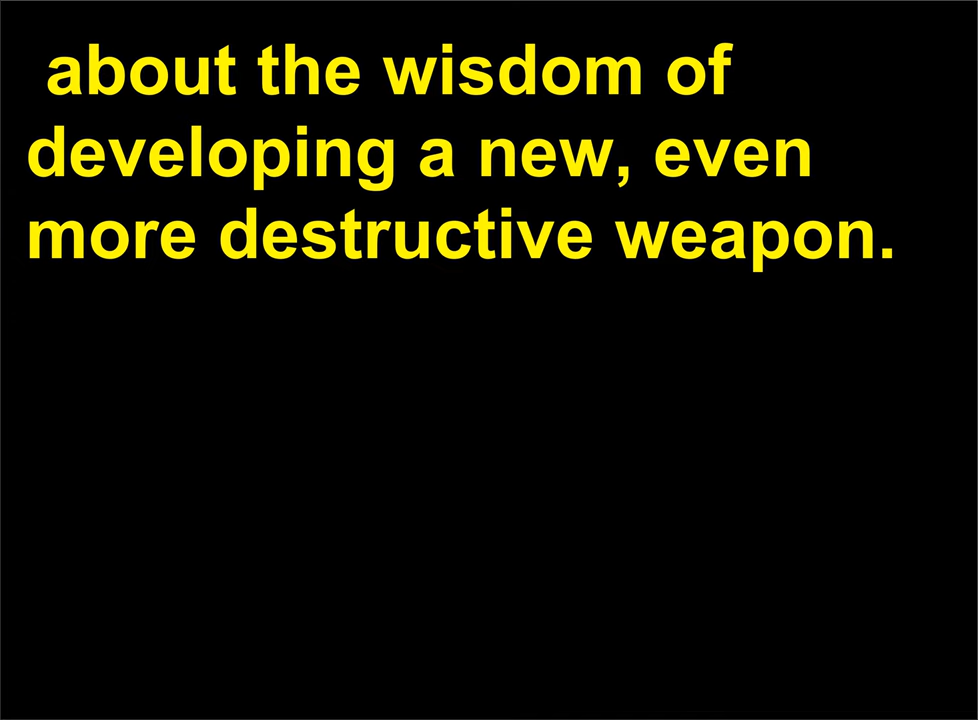 about the wisdom of
developing a new, even
more destructive weapon.